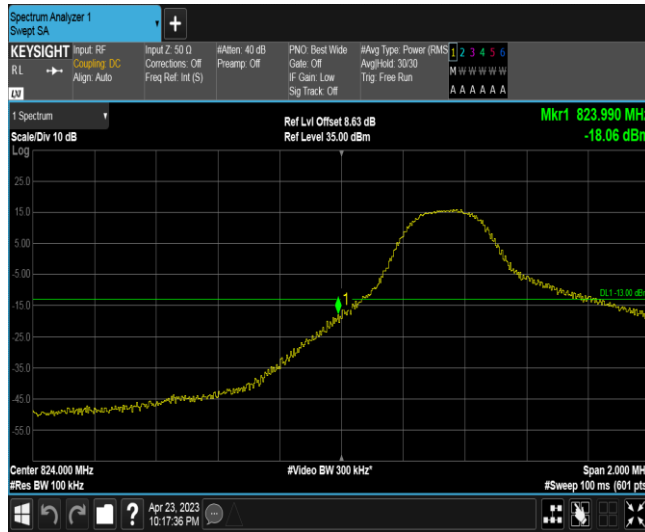 Spectrum Analyzer 1
Swept SA
KEYSIGHT
RL
LXI
Input: RF
Coupling: DC
Align: Auto
Input Z: 50 Ω
Corrections: Off
Freq Ref: Int (S)
#Atten: 40 dB
Preamp: Off
PNO: Best Wide
Gate: Off
IF Gain: Low
Sig Track: Off
#Avg Type: Power (RMS
Avg|Hold: 30/30
Trig: Free Run
1 2 3 4 5 6
M W W W W W
A A A A A A
1 Spectrum
Scale/Div 10 dB
Ref Lvl Offset 8.63 dB
Ref Level 35.00 dBm
Mkr1 823.990 MHz
-18.06 dBm
Log
25.0
15.0
5.00
-5.00
-15.0
-25.0
-35.0
-45.0
-55.0
1
DL1 -13.00 dBm
Center 824.000 MHz
#Res BW 100 kHz
#Video BW 300 kHz*
Span 2.000 MH
#Sweep 100 ms (601 pts
?
Apr 23, 2023
10:17:36 PM